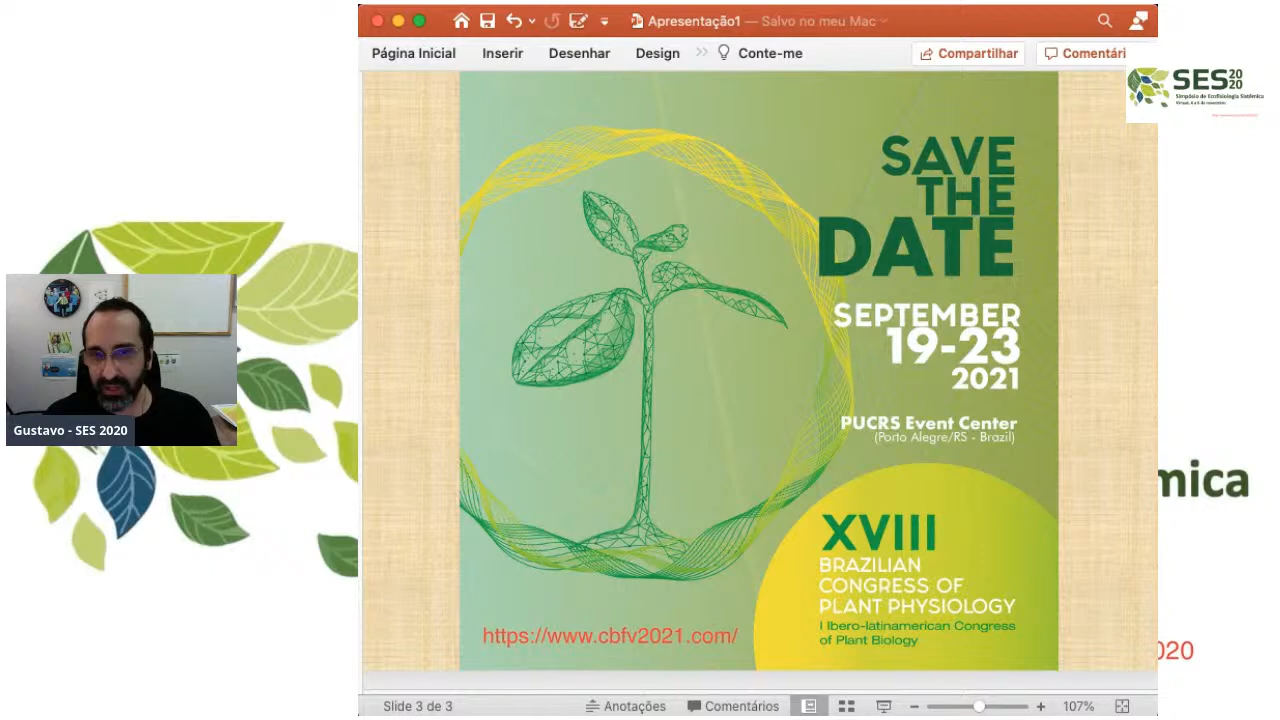 Apresentação1 — Salvo no meu Mac
Página Inicial Inserir Desenhar Design Conte-me Compartilhar Comentári
SES 20
20
Simpósio de Ecofisiologia Sistêmica
SAVE
THE
DATE
SEPTEMBER
19-23
2021
PUCRS Event Center
(Porto Alegre/RS - Brazil)
Gustavo - SES 2020
mica
XVIII
BRAZILIAN
CONGRESS OF
PLANT PHYSIOLOGY
I Ibero-latinamerican Congress
of Plant Biology
https://www.cbfv2021.com/
020
Slide 3 de 3 Anotações Comentários 107%